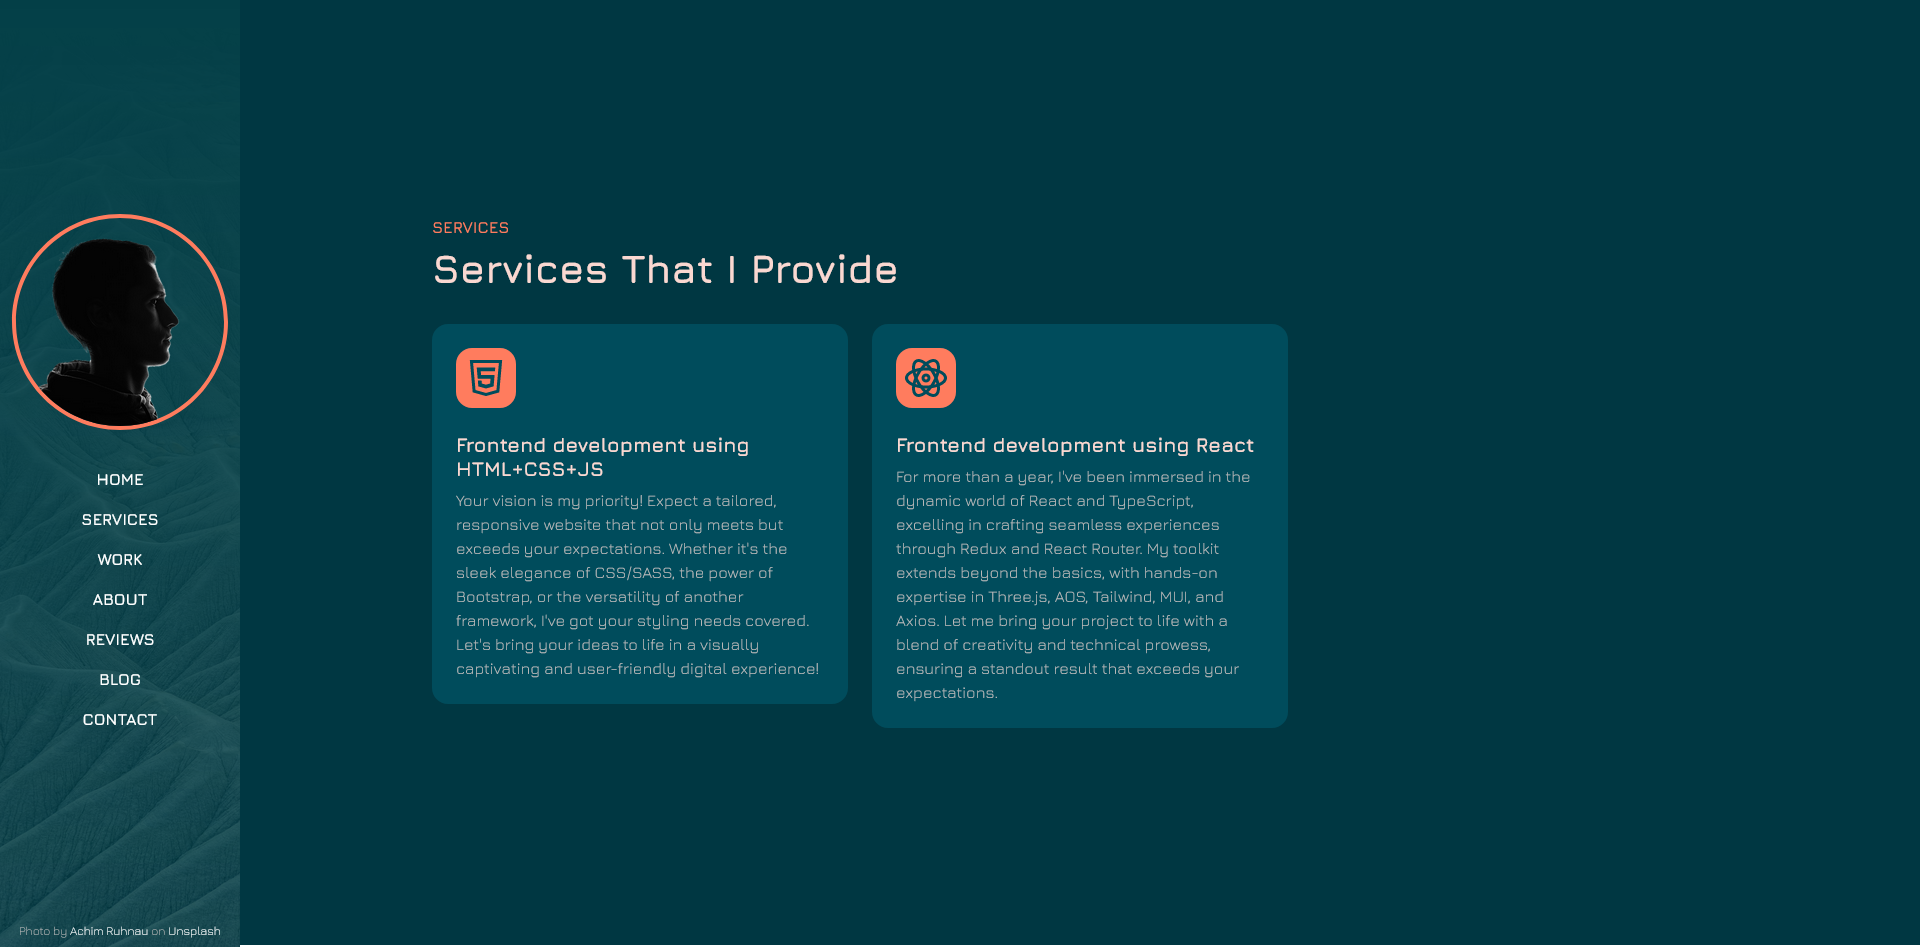 HOME
SERVICES
WORK
ABOUT
REVIEWS
BLOG
CONTACT
Photo by Achim Ruhnau on Unsplash
SERVICES
Services That I Provide
Frontend development using
HTML+CSS+JS
Your vision is my priority! Expect a tailored,
responsive website that not only meets but
exceeds your expectations. Whether it's the
sleek elegance of CSS/SASS, the power of
Bootstrap, or the versatility of another
framework, I've got your styling needs covered.
Let's bring your ideas to life in a visually
captivating and user-friendly digital experience!
Frontend development using React
For more than a year, I've been immersed in the
dynamic world of React and TypeScript,
excelling in crafting seamless experiences
through Redux and React Router. My toolkit
extends beyond the basics, with hands-on
expertise in Three.js, AOS, Tailwind, MUI, and
Axios. Let me bring your project to life with a
blend of creativity and technical prowess,
ensuring a standout result that exceeds your
expectations.